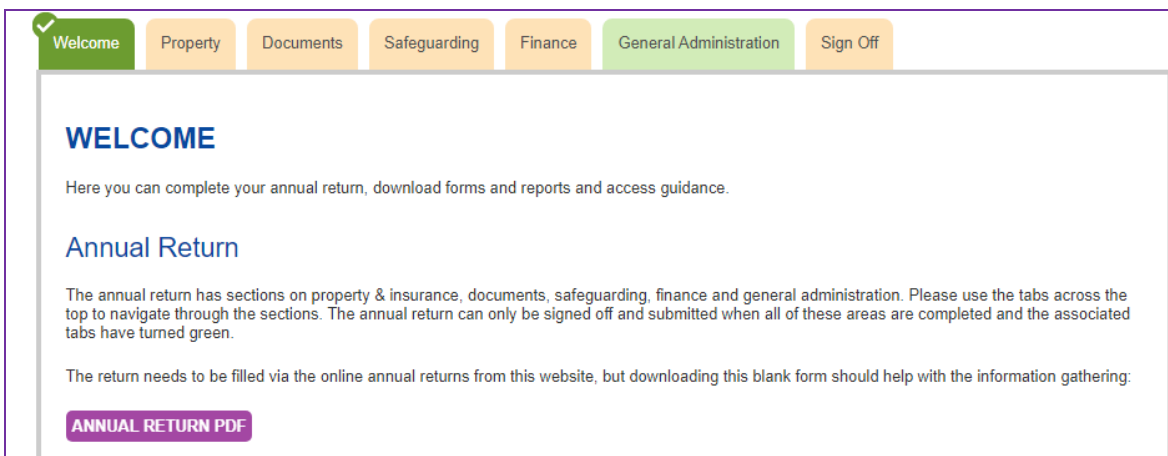 Welcome Property Documents Safeguarding Finance General Administration Sign Off
WELCOME
Here you can complete your annual return, download forms and reports and access guidance.
Annual Return
The annual return has sections on property & insurance, documents, safeguarding, finance and general administration. Please use the tabs across the
top to navigate through the sections. The annual return can only be signed off and submitted when all of these areas are completed and the associated
tabs have turned green.
The return needs to be filled via the online annual returns from this website, but downloading this blank form should help with the information gathering:
ANNUAL RETURN PDF